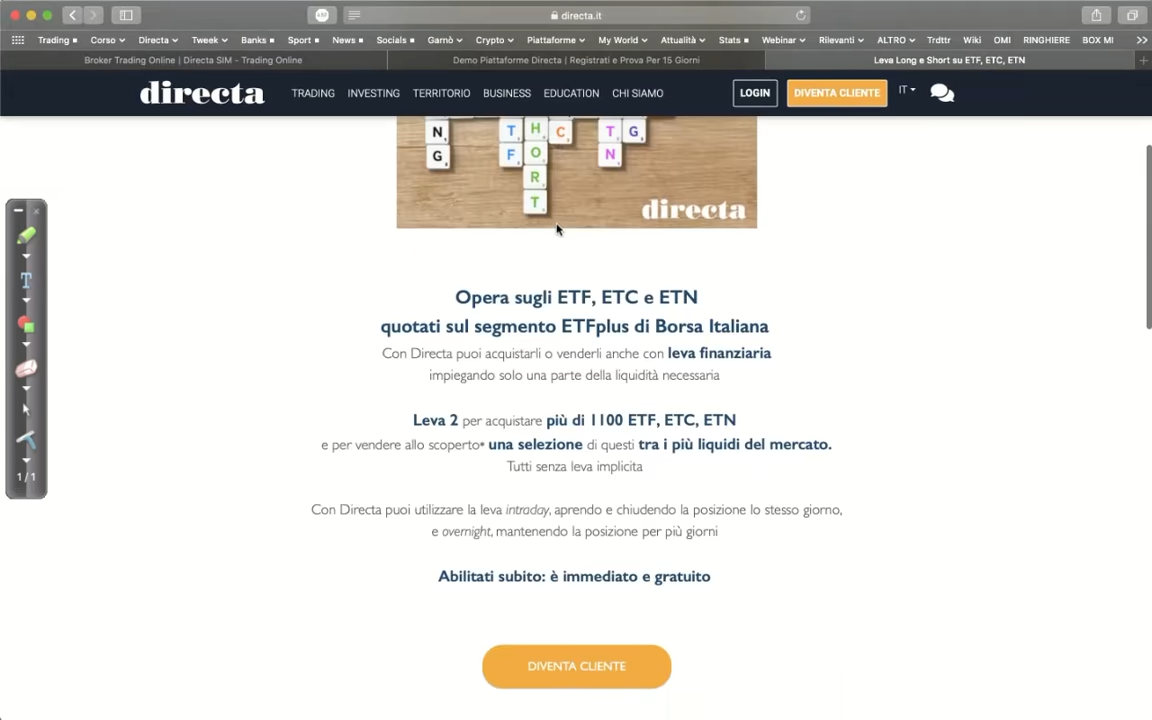 directa.it
Trading Corso Directa Tweek Banks Sport News Socials Garnò Crypto Piattaforme My World Attualità Stats Webinar Rilevanti ALTRO Trdttr Wiki OMI RINGHIERE BOX MI
Broker Trading Online | Directa SIM - Trading Online Demo Piattaforme Directa | Registrati e Prova Per 15 Giorni Leva Long e Short su ETF, ETC, ETN
directa TRADING INVESTING TERRITORIO BUSINESS EDUCATION CHI SIAMO LOGIN DIVENTA CLIENTE IT
N T H C T G
G F O N
R
T
directa
Opera sugli ETF, ETC e ETN
quotati sul segmento ETFplus di Borsa Italiana
Con Directa puoi acquistarli o venderli anche con leva finanziaria
impiegando solo una parte della liquidità necessaria
Leva 2 per acquistare più di 1100 ETF, ETC, ETN
e per vendere allo scoperto* una selezione di questi tra i più liquidi del mercato.
Tutti senza leva implicita
Con Directa puoi utilizzare la leva intraday, aprendo e chiudendo la posizione lo stesso giorno,
e overnight, mantenendo la posizione per più giorni
Abilitati subito: è immediato e gratuito
DIVENTA CLIENTE
T
1/1